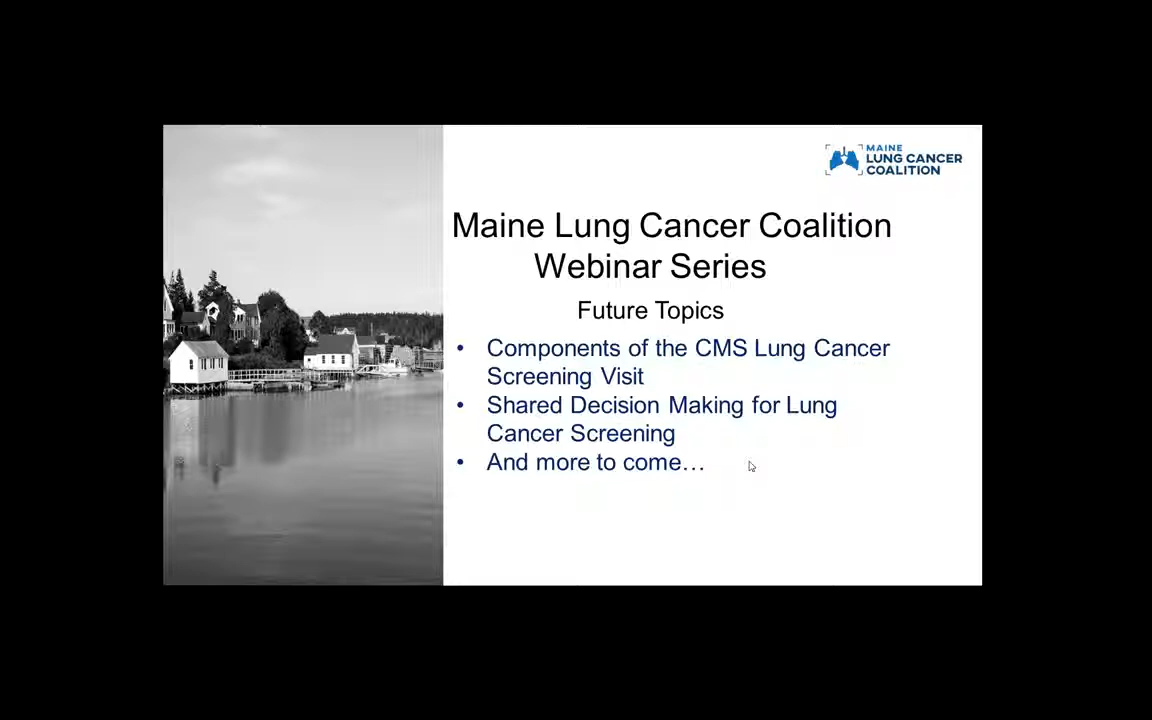 MAINE
LUNG CANCER
COALITION
Maine Lung Cancer Coalition
Webinar Series
Future Topics
• Components of the CMS Lung Cancer
Screening Visit
• Shared Decision Making for Lung
Cancer Screening
• And more to come…